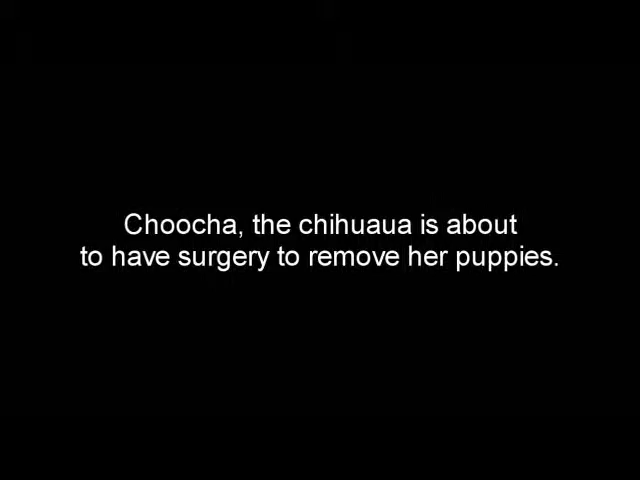 Choocha, the chihuaua is about
to have surgery to remove her puppies.